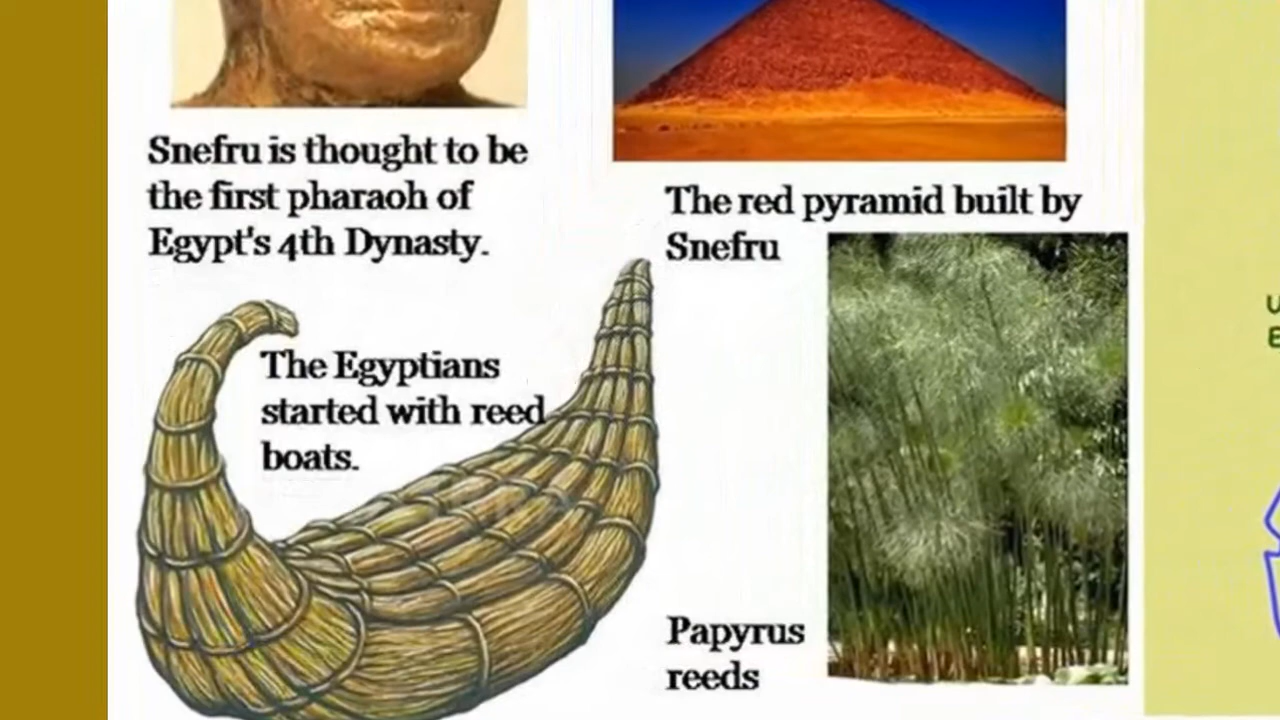 Snefru is thought to be
the first pharaoh of
Egypt's 4th Dynasty.
The red pyramid built by
Snefru
The Egyptians
started with reed
boats.
Papyrus
reeds